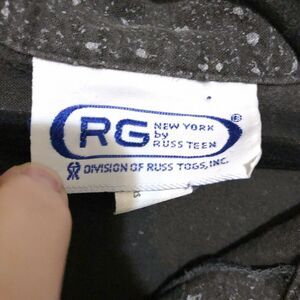 RG
NEW YORK
by
RUSS TEEN
®
DIVISION OF RUSS TOGS, INC.